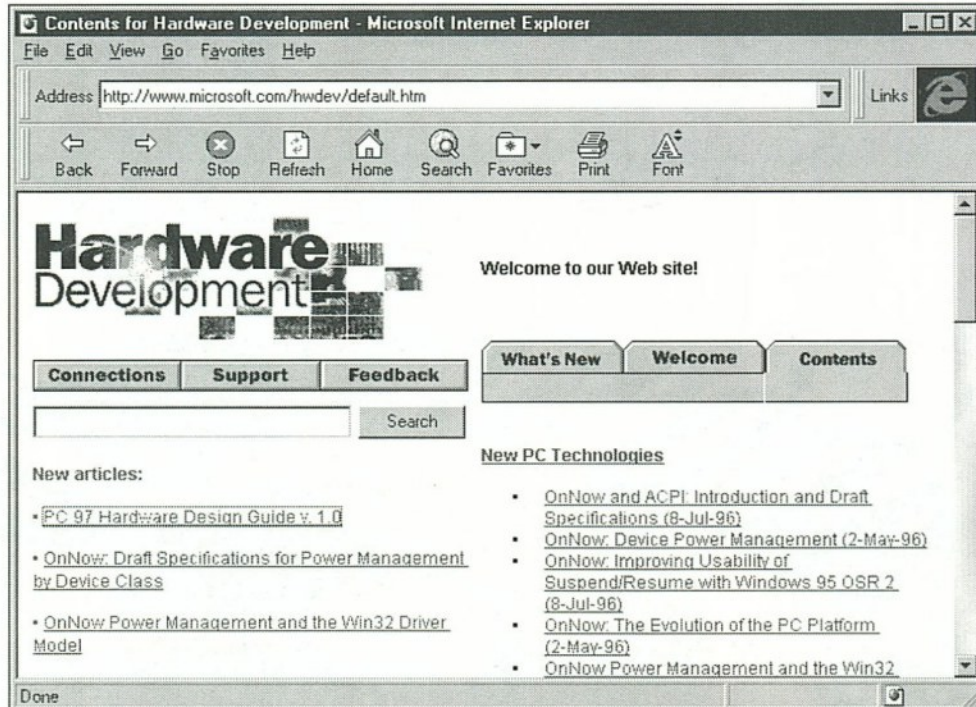 Contents for Hardware Development - Microsoft Internet Explorer
File Edit View Go Favorites Help
Address http://www.microsoft.com/hwdev/default.htm Links
Back Forward Stop Refresh Home Search Favorites Print Font
Hardware
Development
Welcome to our Web site!
Connections Support Feedback
Search
New articles:
• PC 97 Hardware Design Guide v. 1.0
• OnNow: Draft Specifications for Power Management
by Device Class
• OnNow Power Management and the Win32 Driver
Model
What's New Welcome Contents
New PC Technologies
• OnNow and ACPI: Introduction and Draft
Specifications (8-Jul-96)
• OnNow: Device Power Management (2-May-96)
• OnNow: Improving Usability of
Suspend/Resume with Windows 95 OSR 2
(8-Jul-96)
• OnNow: The Evolution of the PC Platform
(2-May-96)
• OnNow Power Management and the Win32
Done